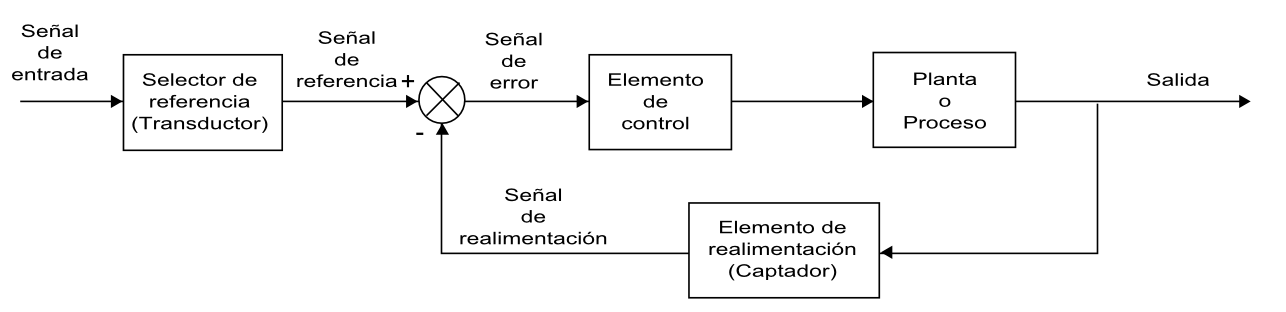 Señal
de
entrada
Selector de
referencia
(Transductor)
Señal
de
referencia
+
-
Señal
de
error
Elemento
de
control
Planta
o
Proceso
Salida
Señal
de
realimentación
Elemento de
realimentación
(Captador)